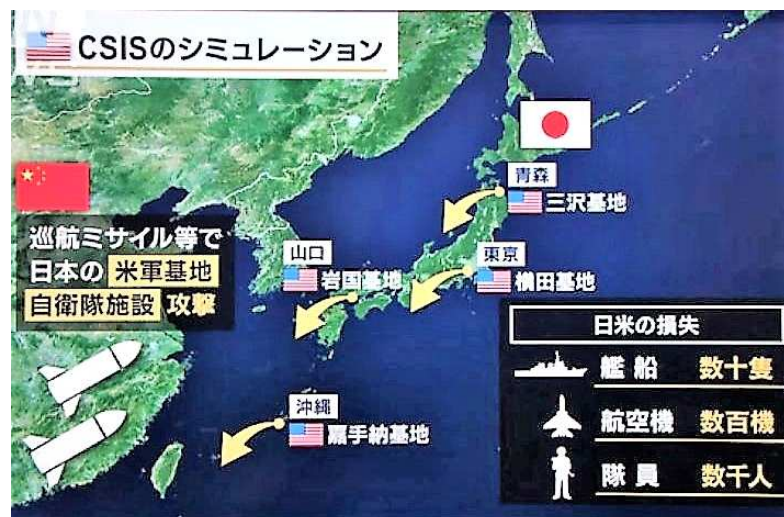 CSISのシミュレーション
青森
三沢基地
巡航ミサイル等で
日本の 米軍基地
自衛隊施設 攻撃
山口
岩国基地
東京
横田基地
日米の損失
艦船 数十隻
航空機 数百機
隊員 数千人
沖縄
嘉手納基地